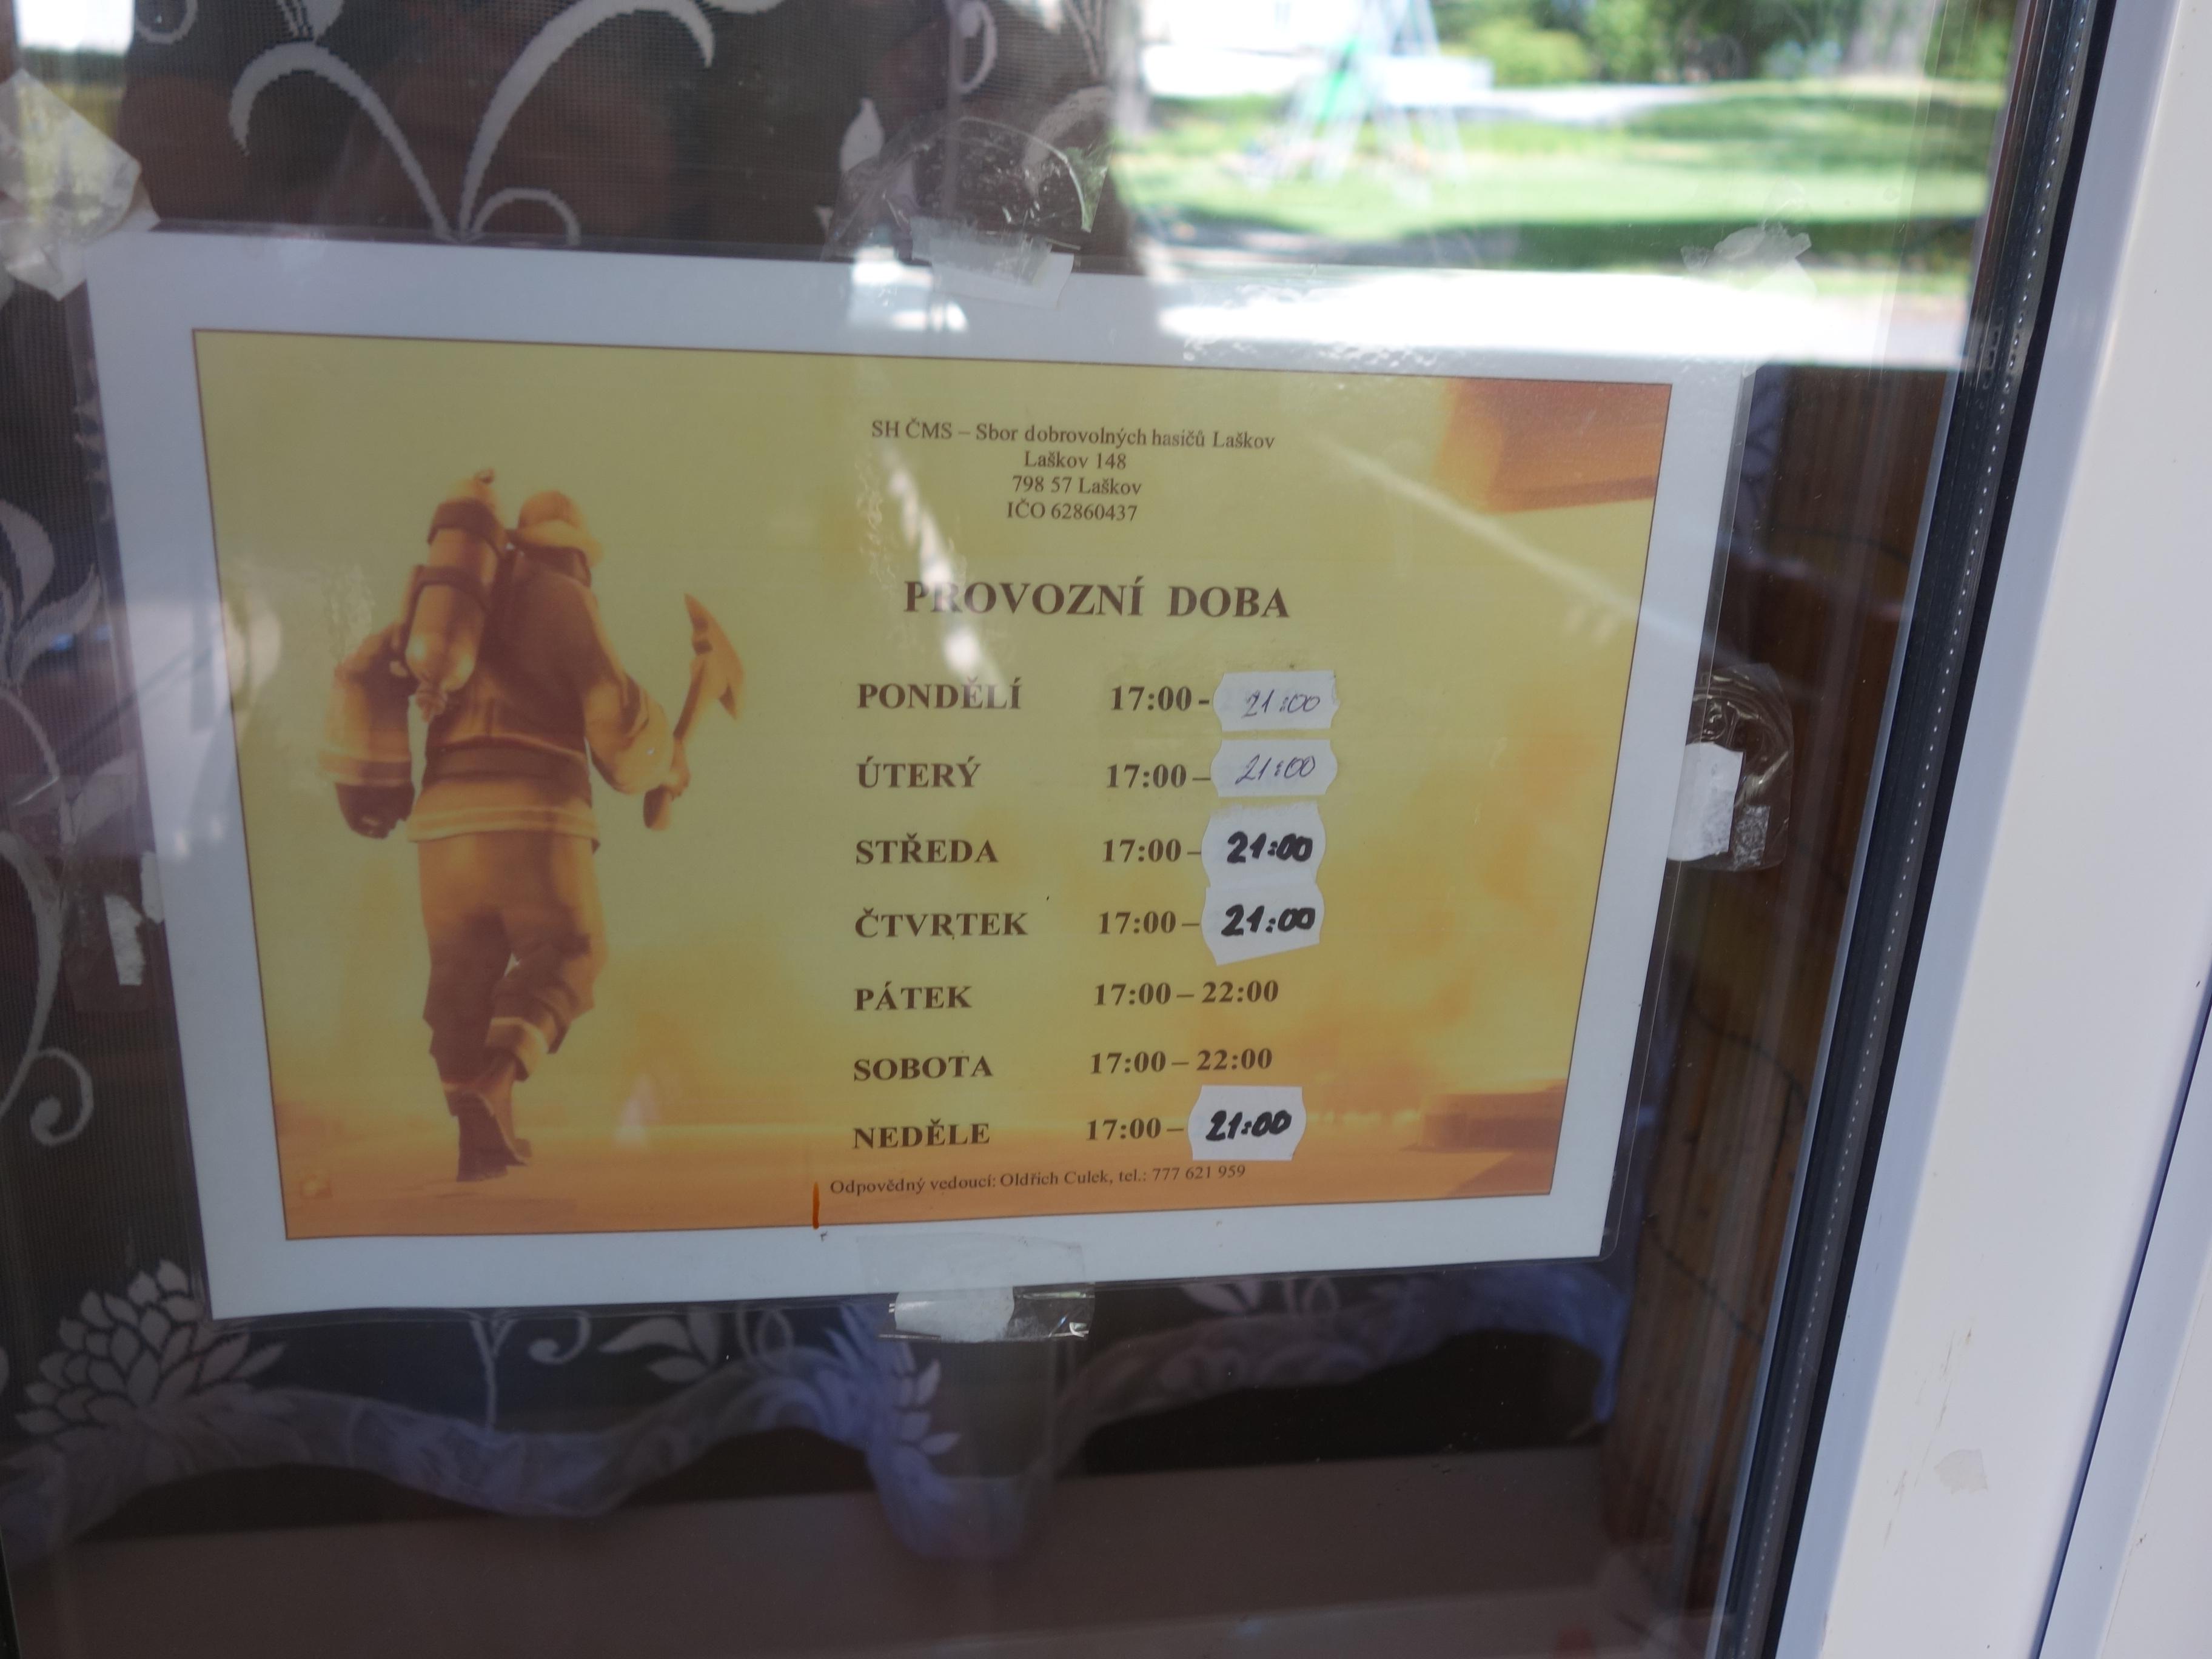 SH ČMS – Sbor dobrovolných hasičů Laškov
Laškov 148
798 57 Laškov
IČO 62860437
PROVOZNÍ DOBA
PONDĚLÍ 17:00 - 21:00
ÚTERÝ 17:00 – 21:00
STŘEDA 17:00 – 21:00
ČTVRTEK 17:00 – 21:00
PÁTEK 17:00 – 22:00
SOBOTA 17:00 – 22:00
NEDĚLE 17:00 – 21:00
Odpovědný vedoucí: Oldřich Culek, tel.: 777 621 959